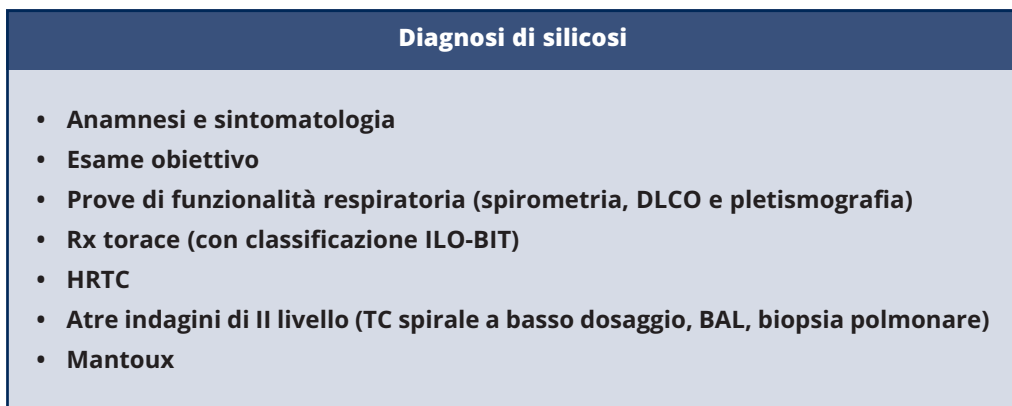 Diagnosi di silicosi
• Anamnesi e sintomatologia
• Esame obiettivo
• Prove di funzionalità respiratoria (spirometria, DLCO e pletismografia)
• Rx torace (con classificazione ILO-BIT)
• HRTC
• Atre indagini di II livello (TC spirale a basso dosaggio, BAL, biopsia polmonare)
• Mantoux